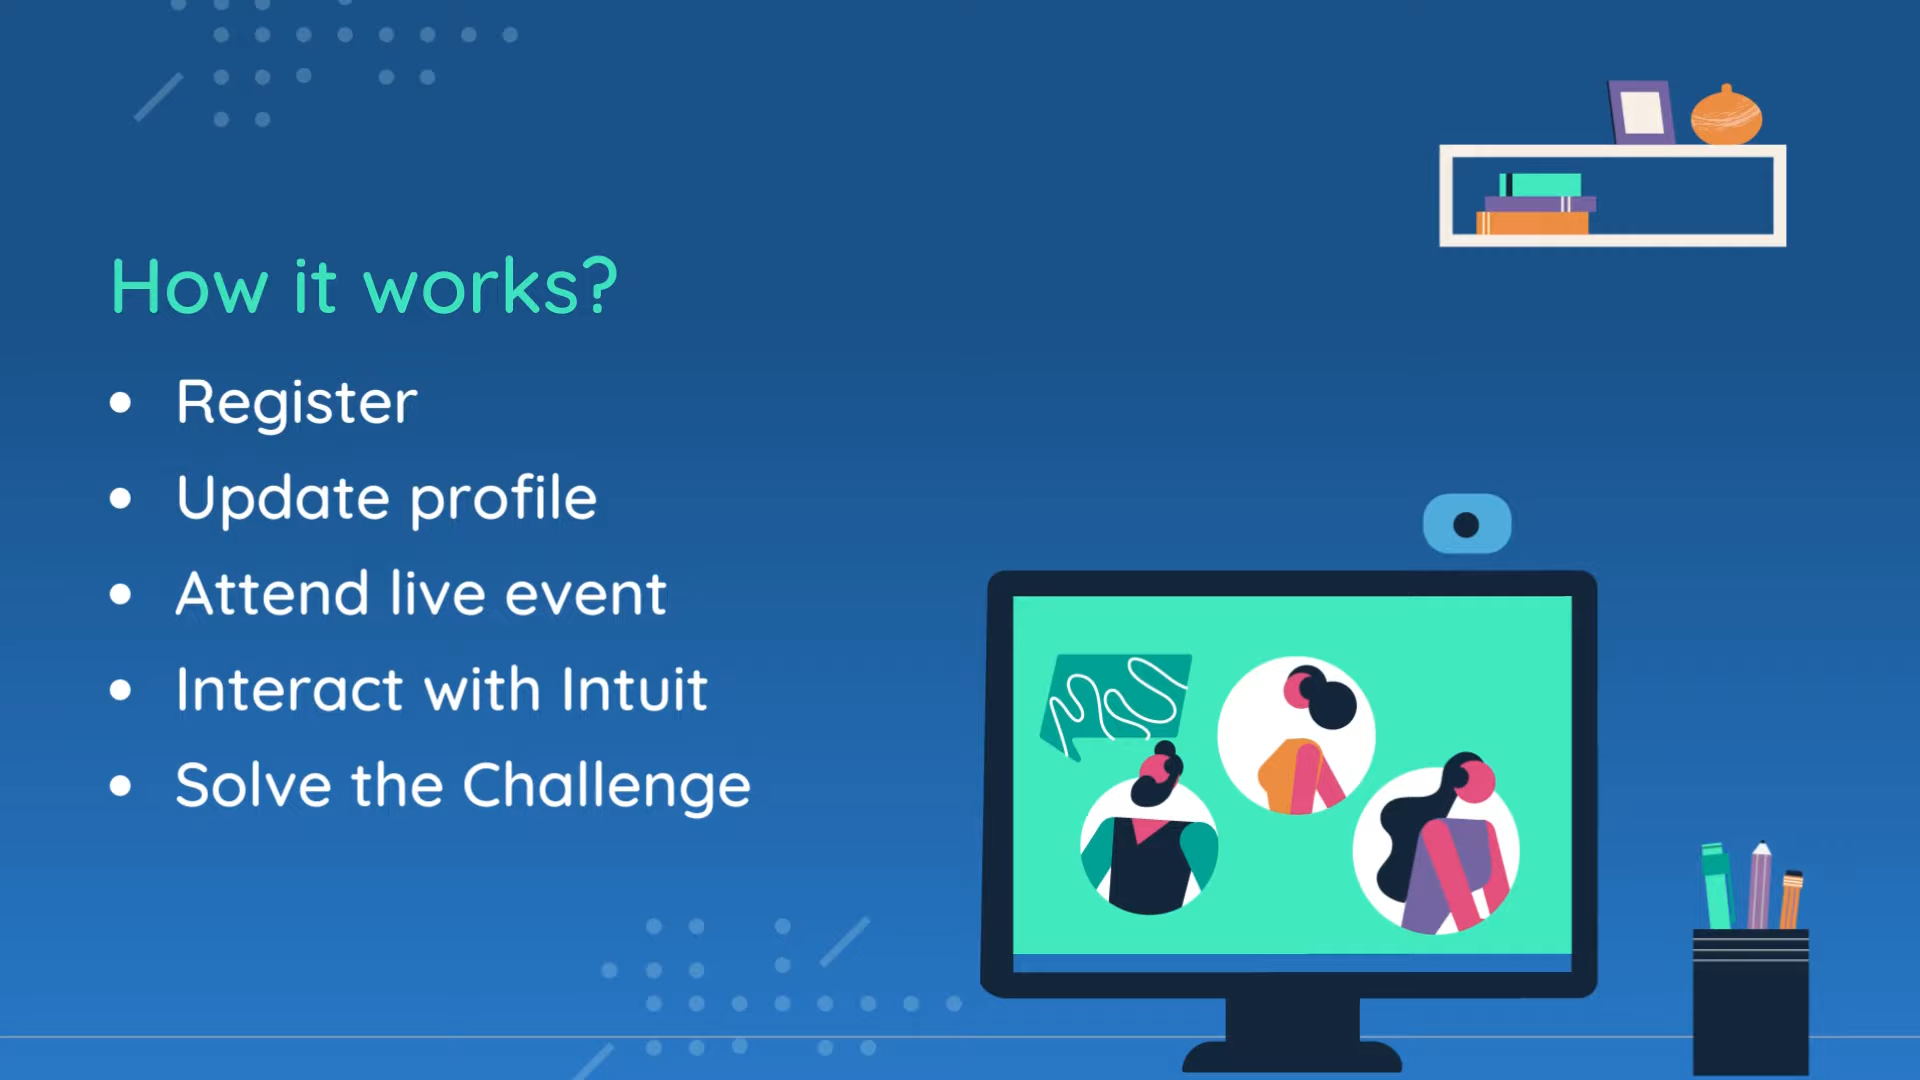 How it works?
• Register
• Update profile
• Attend live event
• Interact with Intuit
• Solve the Challenge